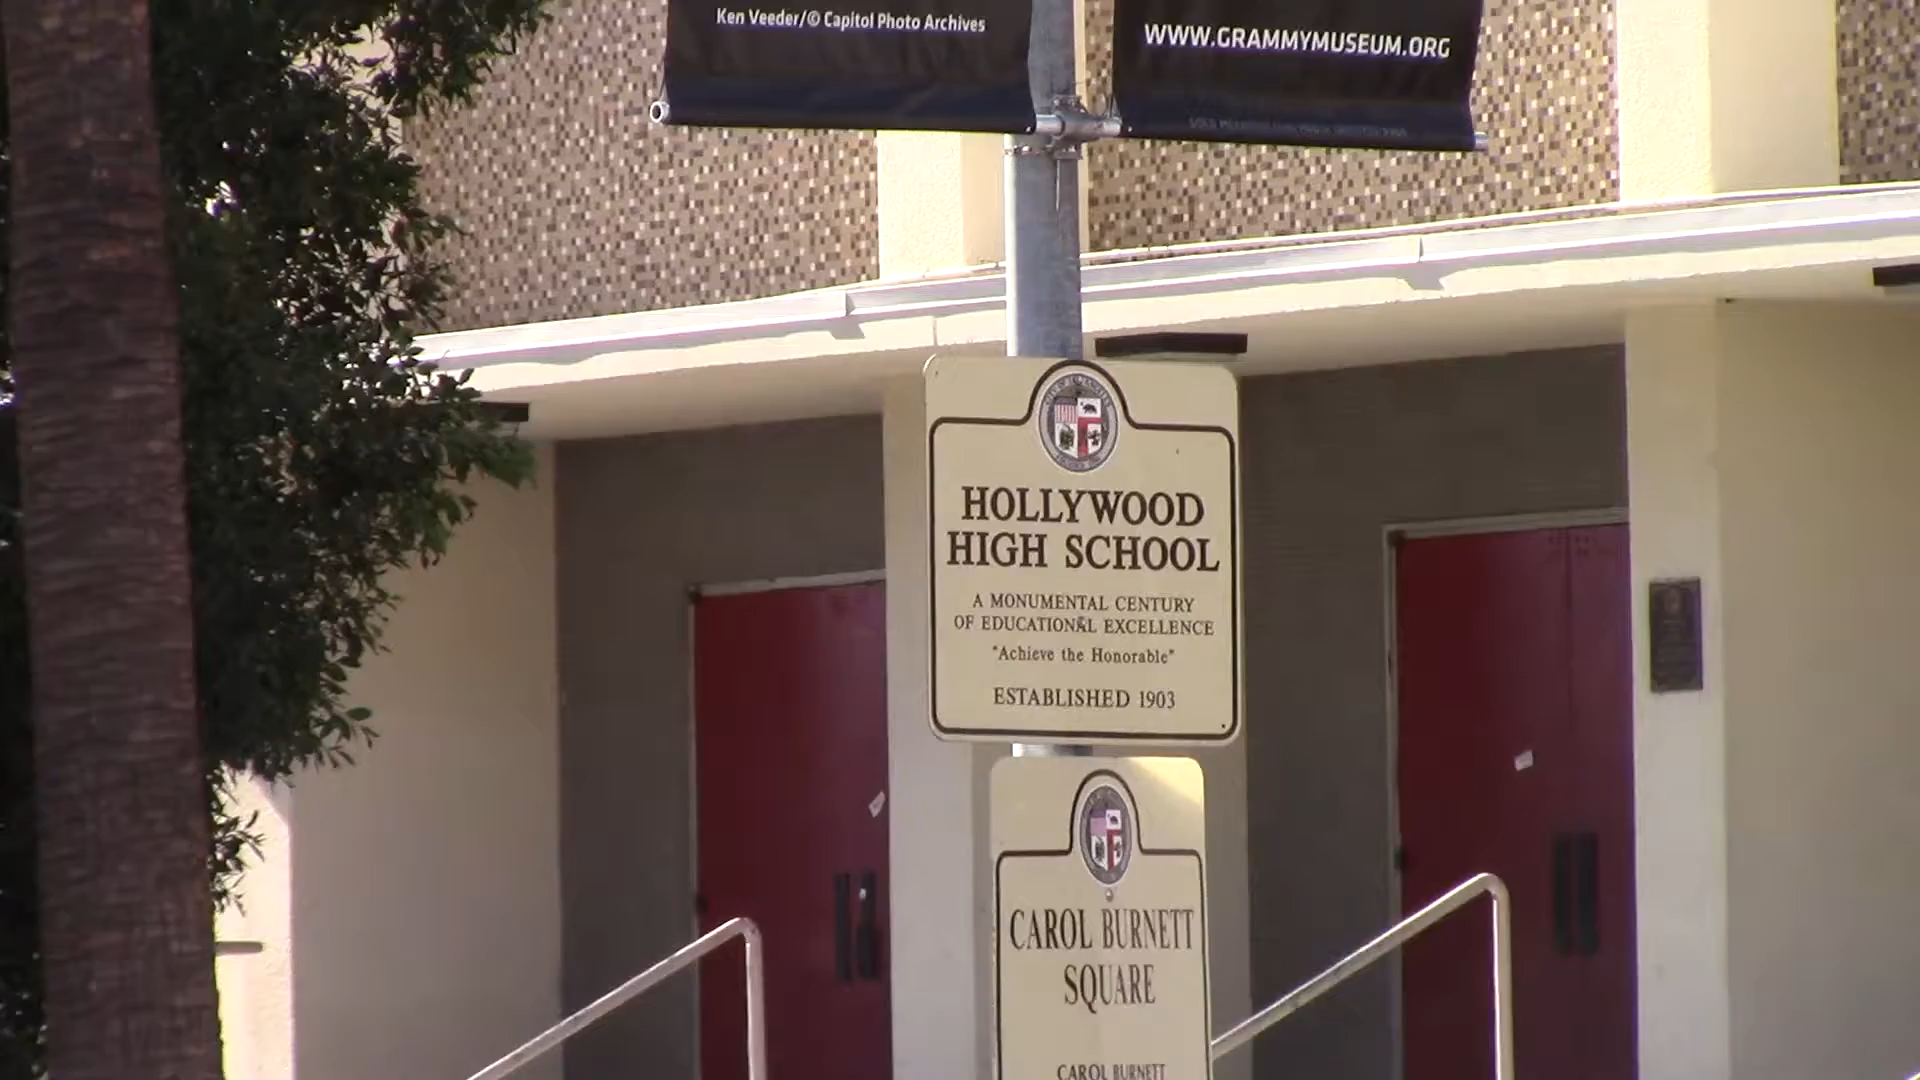 Ken Veeder/© Capitol Photo Archives
WWW.GRAMMYMUSEUM.ORG
HOLLYWOOD
HIGH SCHOOL
A MONUMENTAL CENTURY
OF EDUCATIONAL EXCELLENCE
"Achieve the Honorable"
ESTABLISHED 1903
CAROL BURNETT
SQUARE
CAROL BURNETT